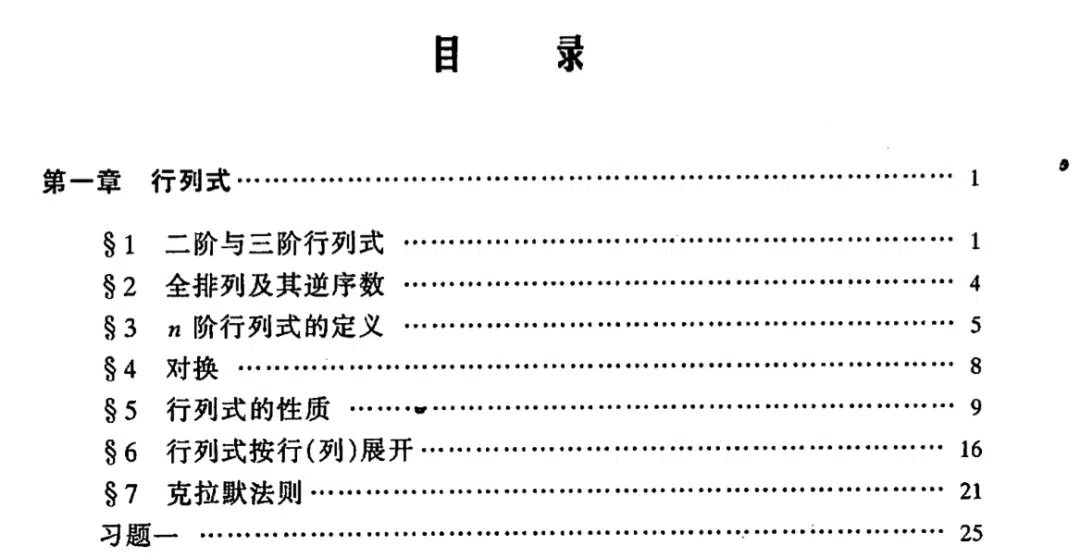 目 录
第一章 行列式…………………………………………………………………… 1
§1 二阶与三阶行列式 …………………………………………………… 1
§2 全排列及其逆序数 …………………………………………………… 4
§3 n 阶行列式的定义 …………………………………………………… 5
§4 对换 …………………………………………………………………… 8
§5 行列式的性质 ………………………………………………………… 9
§6 行列式按行(列)展开………………………………………………… 16
§7 克拉默法则…………………………………………………………… 21
习题一 ……………………………………………………………………… 25